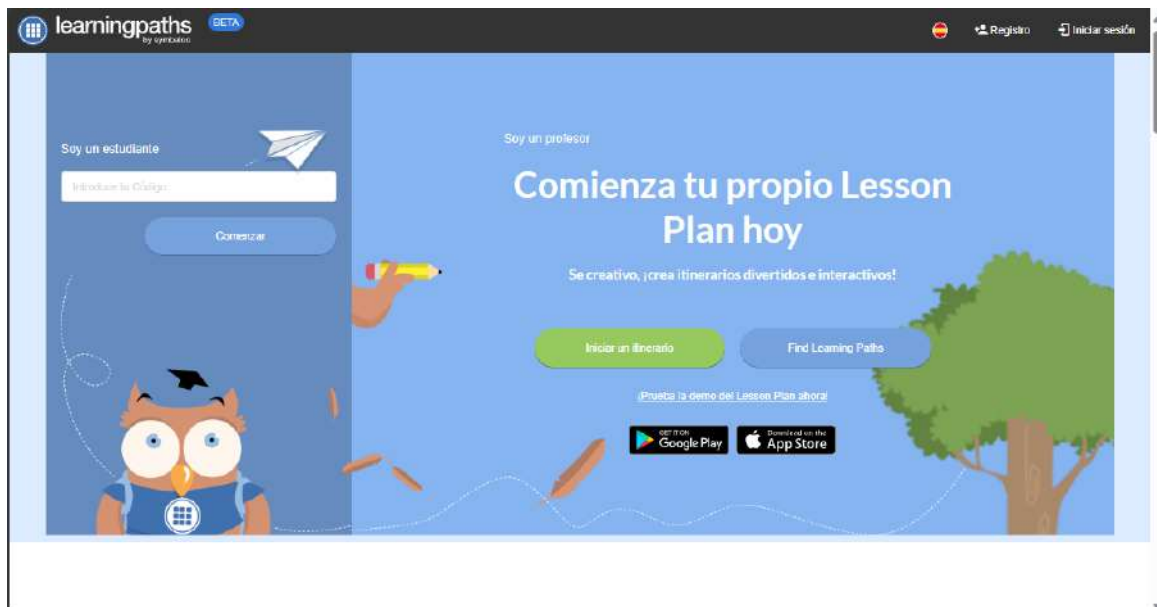 learningpaths BETA
by symbaloo
Registro
Iniciar sesión
Soy un estudiante
Introduce tu Código
Comenzar
Soy un profesor
Comienza tu propio Lesson
Plan hoy
Se creativo, ¡crea itinerarios divertidos e interactivos!
Iniciar un itinerario
Find Learning Paths
¡Prueba la demo del Lesson Plan ahora!
GET IT ON
Google Play
Download on the
App Store